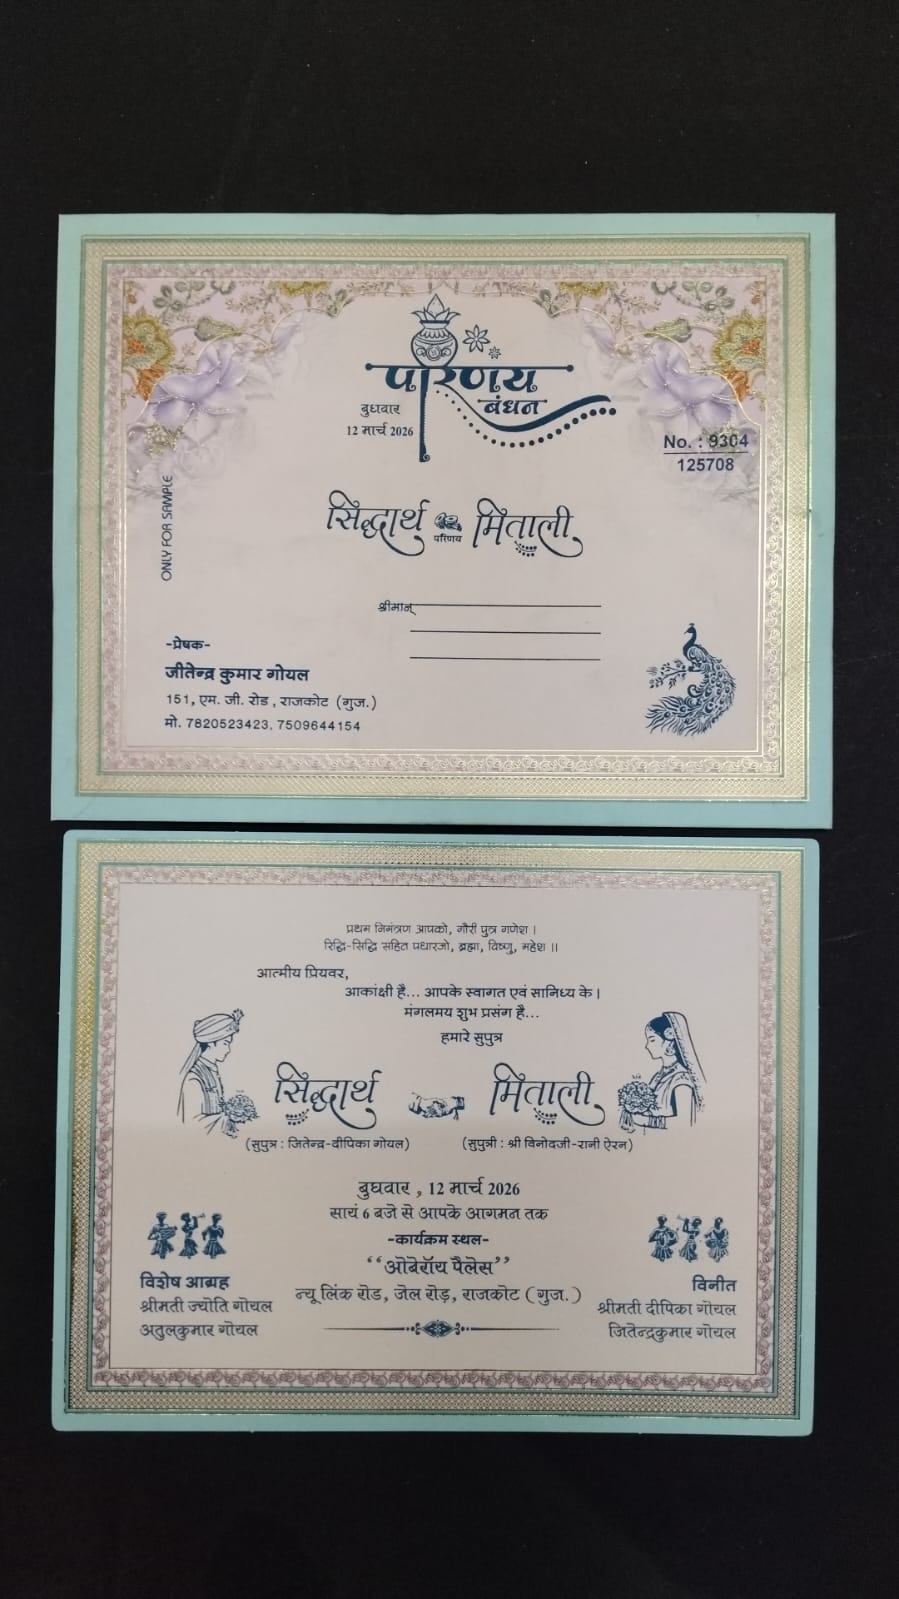 परिणय
बंधन
बुधवार
12 मार्च 2026
No. : 9304
125708
ONLY FOR SAMPLE
सिद्धार्थ परिणय मिताली
श्रीमान्
-प्रेषक-
जीतेन्द्र कुमार गोयल
151, एम. जी. रोड, राजकोट (गुज.)
मो. 7820523423, 7509644154
प्रथम निमंत्रण आपको, गौरी पुत्र गणेश ।
रिद्धि-सिद्धि सहित पधारजो, ब्रह्मा, विष्णु, महेश ।।
आत्मीय प्रियवर,
आकांक्षी है... आपके स्वागत एवं सानिध्य के ।
मंगलमय शुभ प्रसंग है...
हमारे सुपुत्र
सिद्धार्थ मिताली
(सुपुत्र : जितेन्द्र-दीपिका गोयल) (सुपुत्री : श्री विनोदजी-रानी ऐरन)
बुधवार , 12 मार्च 2026
सायं 6 बजे से आपके आगमन तक
-कार्यक्रम स्थल-
“ओबेरॉय पैलेस”
न्यू लिंक रोड, जेल रोड़, राजकोट (गुज.)
विशेष आग्रह
श्रीमती ज्योति गोयल
अतुलकुमार गोयल
विनीत
श्रीमती दीपिका गोयल
जितेन्द्रकुमार गोयल